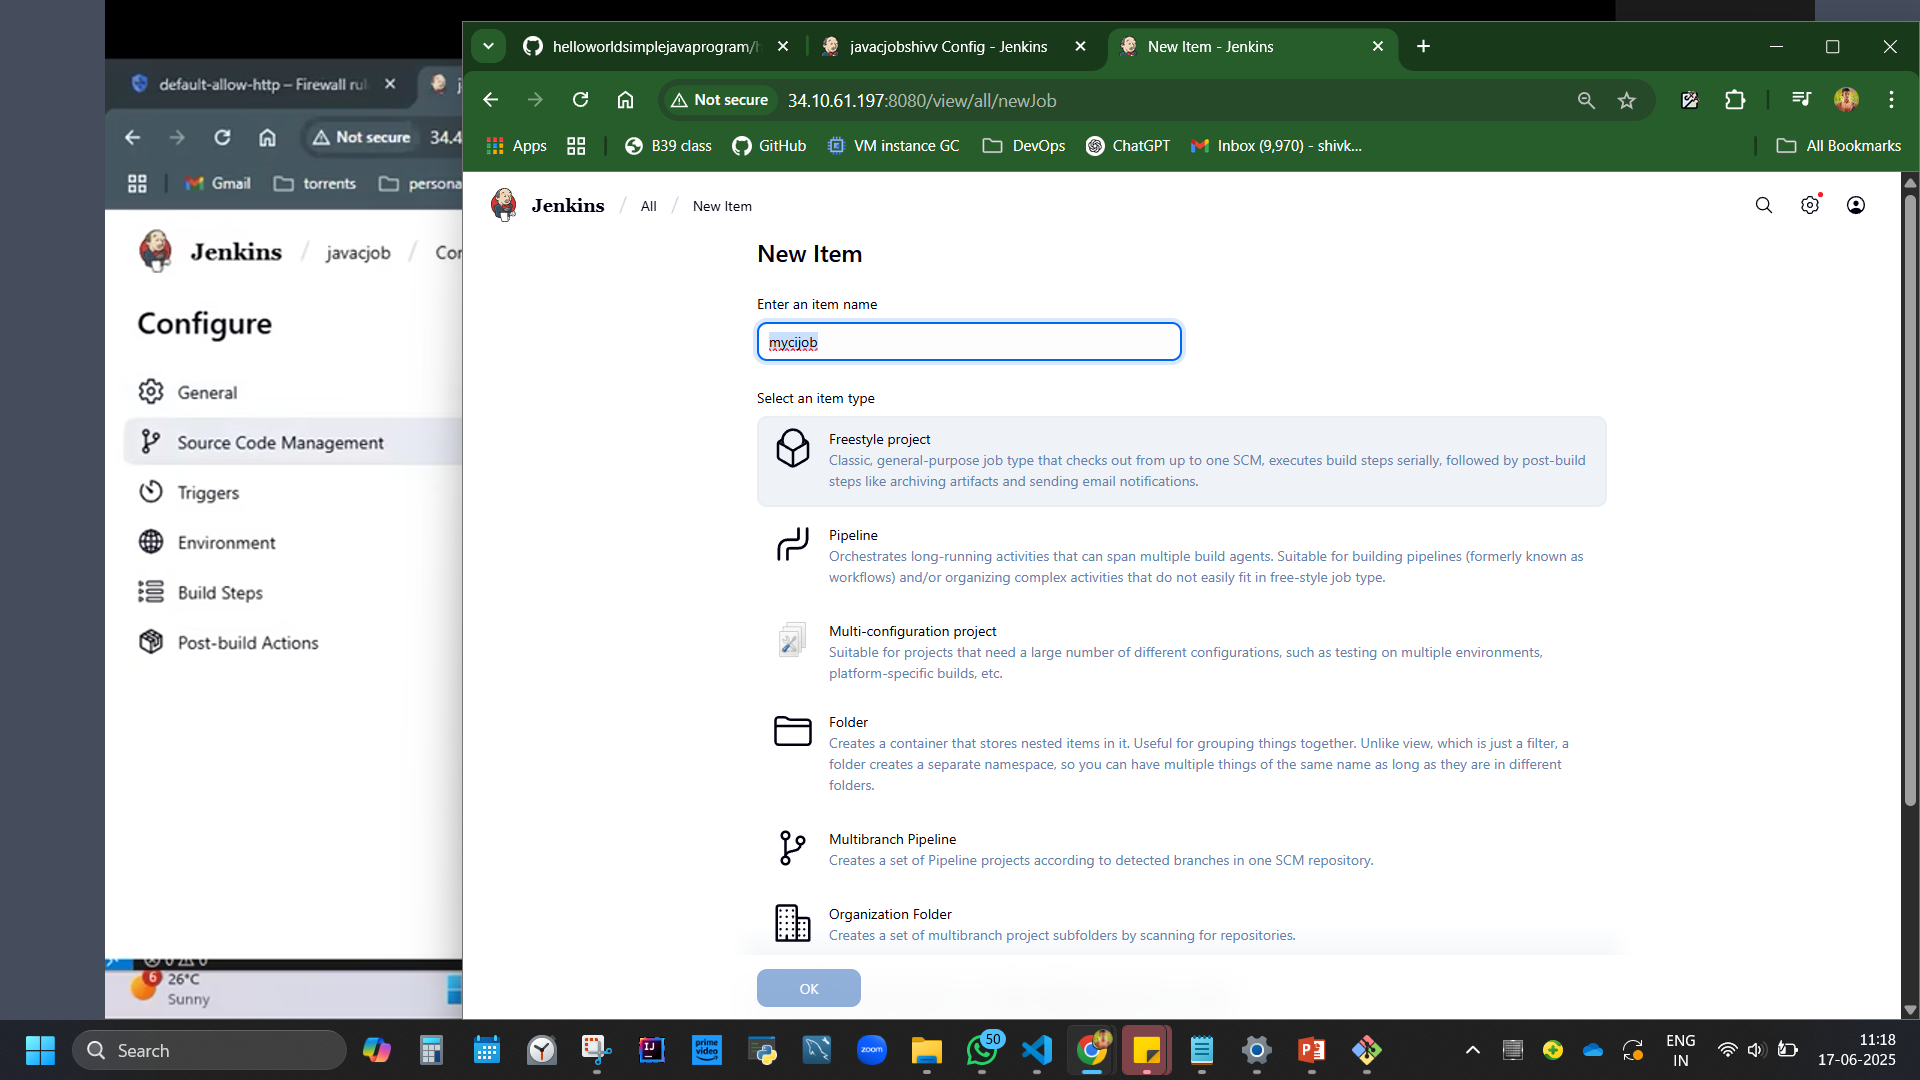 helloworldsimplejavaprogram/h
javacjobshivv Config - Jenkins
New Item - Jenkins
Not secure
34.10.61.197:8080/view/all/newJob
Apps
B39 class
GitHub
VM instance GC
DevOps
ChatGPT
Inbox (9,970) - shivk...
All Bookmarks
Jenkins / All / New Item
New Item
Enter an item name
mycijob
Select an item type
Freestyle project
Classic, general-purpose job type that checks out from up to one SCM, executes build steps serially, followed by post-build
steps like archiving artifacts and sending email notifications.
Pipeline
Orchestrates long-running activities that can span multiple build agents. Suitable for building pipelines (formerly known as
workflows) and/or organizing complex activities that do not easily fit in free-style job type.
Multi-configuration project
Suitable for projects that need a large number of different configurations, such as testing on multiple environments,
platform-specific builds, etc.
Folder
Creates a container that stores nested items in it. Useful for grouping things together. Unlike view, which is just a filter, a
folder creates a separate namespace, so you can have multiple things of the same name as long as they are in different
folders.
Multibranch Pipeline
Creates a set of Pipeline projects according to detected branches in one SCM repository.
Organization Folder
Creates a set of multibranch project subfolders by scanning for repositories.
OK
default-allow-http – Firewall rul
Not secure
34.4
Gmail
torrents
persona
Jenkins / javacjob / Con
Configure
General
Source Code Management
Triggers
Environment
Build Steps
Post-build Actions
6
26°C
Sunny
Search
IJ
prime
video
zoom
50
ENG
IN
11:18
17-06-2025